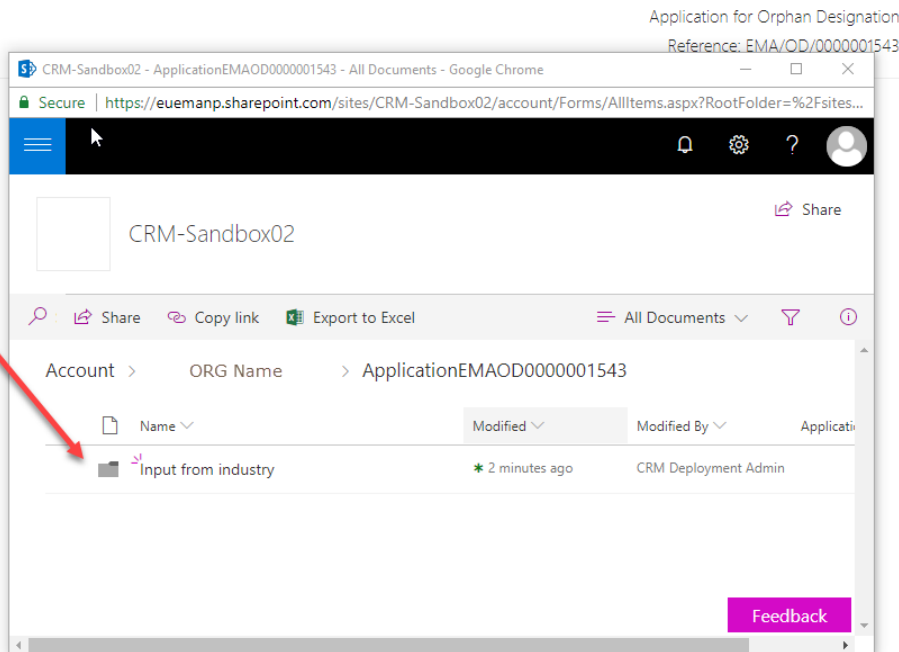 Application for Orphan Designation
Reference: EMA/OD/0000001543
CRM-Sandbox02 - ApplicationEMAOD0000001543 - All Documents - Google Chrome
Secure | https://euemanp.sharepoint.com/sites/CRM-Sandbox02/account/Forms/AllItems.aspx?RootFolder=%2Fsites...
Share
CRM-Sandbox02
Share Copy link Export to Excel All Documents
Account > ORG Name > ApplicationEMAOD0000001543
Name Modified Modified By Applicati
Input from industry 2 minutes ago CRM Deployment Admin
Feedback